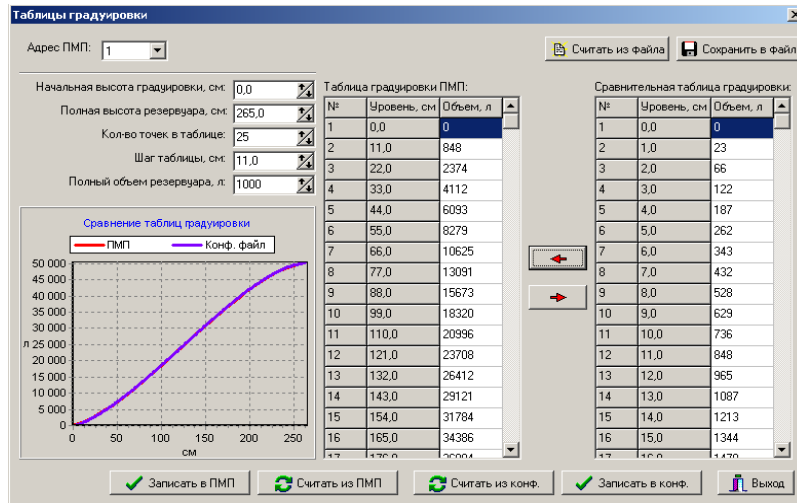 Таблицы градуировки
Адрес ПМП: 1
Считать из файла
Сохранить в файл
Начальная высота градуировки, см: 0,0
Полная высота резервуара, см: 265,0
Кол-во точек в таблице: 25
Шаг таблицы, см: 11,0
Полный объем резервуара, л: 1000
Сравнение таблиц градуировки
ПМП Конф. файл
50 000
45 000
40 000
35 000
30 000
25 000
л 20 000
15 000
10 000
5 000
0
0 50 100 150 200 250
см
Таблица градуировки ПМП:
№ Уровень, см Объем, л
1 0,0 0
2 11,0 848
3 22,0 2374
4 33,0 4112
5 44,0 6093
6 55,0 8279
7 66,0 10625
8 77,0 13091
9 88,0 15673
10 99,0 18320
11 110,0 20996
12 121,0 23708
13 132,0 26412
14 143,0 29121
15 154,0 31784
16 165,0 34386
17 176,0
Сравнительная таблица градуировки:
№ Уровень, см Объем, л
1 0,0 0
2 1,0 23
3 2,0 66
4 3,0 122
5 4,0 187
6 5,0 262
7 6,0 343
8 7,0 432
9 8,0 528
10 9,0 629
11 10,0 736
12 11,0 848
13 12,0 965
14 13,0 1087
15 14,0 1213
16 15,0 1344
17 16,0
Записать в ПМП
Считать из ПМП
Считать из конф.
Записать в конф.
Выход